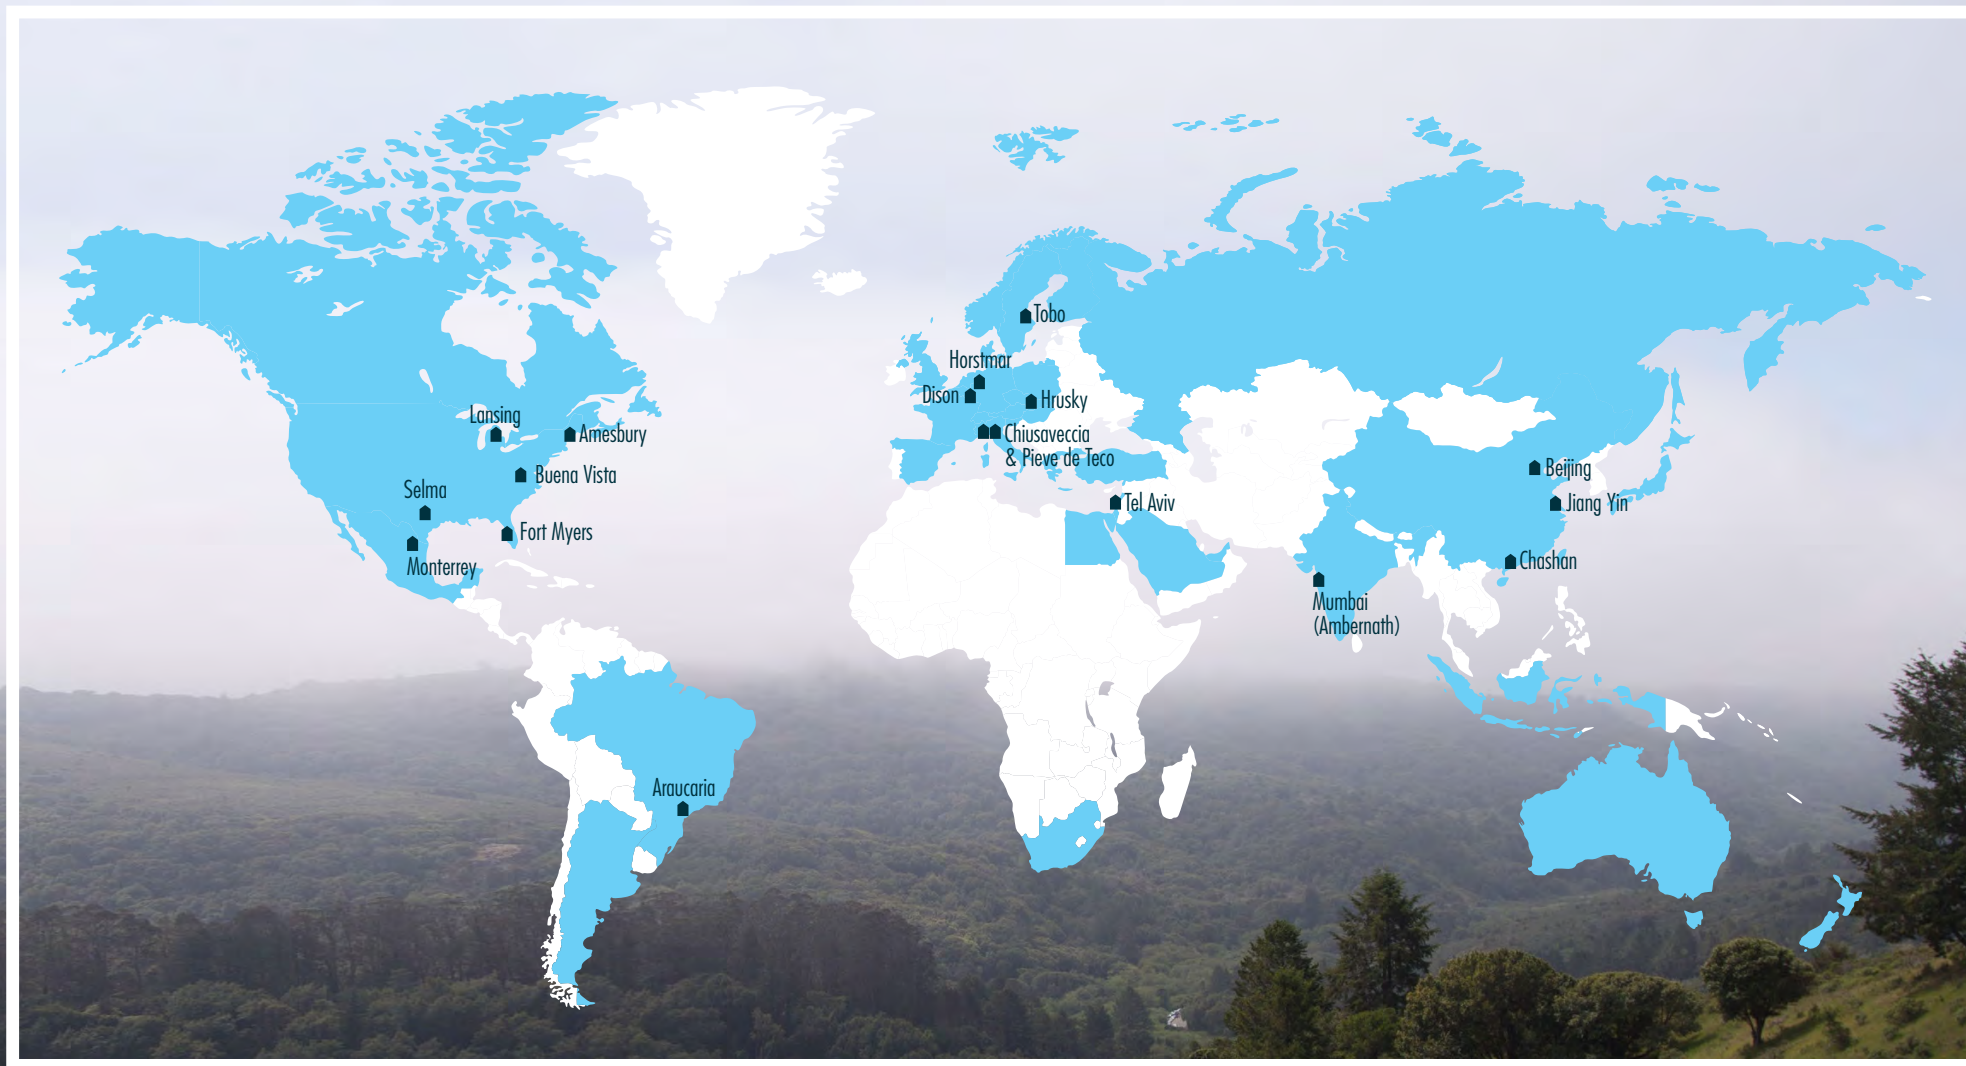 Tobo
Horstmar
Dison
Hrusky
Lansing
Amesbury
Chiusaveccia
& Pieve de Teco
Buena Vista
Beijing
Selma
Tel Aviv
Jiang Yin
Fort Myers
Monterrey
Chashan
Mumbai
(Ambernath)
Araucaria